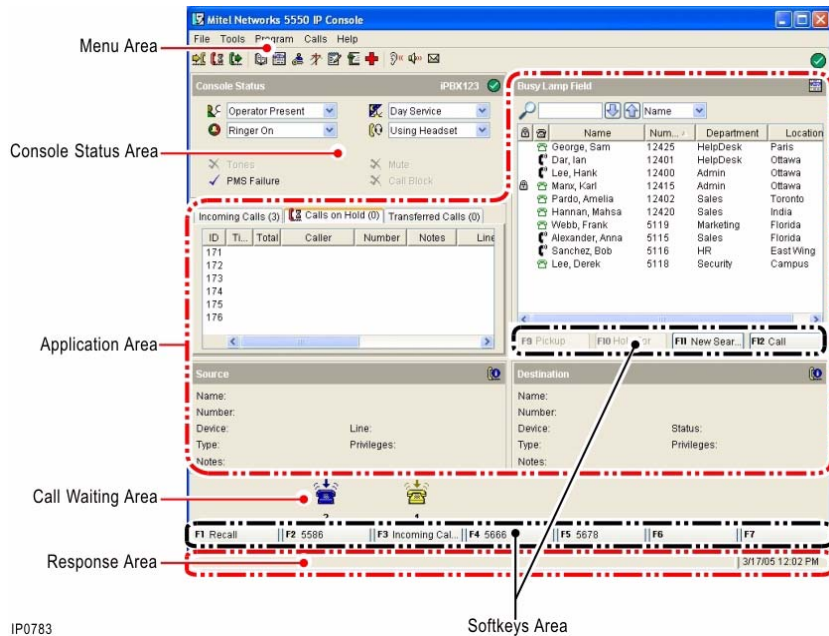 Mitel Networks 5550 IP Console
File Tools Program Calls Help
Menu Area
Console Status iPBX123
Operator Present Day Service
Ringer On Using Headset
Console Status Area
Tones Mute
PMS Failure Call Block
Busy Lamp Field
Name
Name Num... Department Location
George, Sam 12425 HelpDesk Paris
Dar, Ian 12401 HelpDesk Ottawa
Lee, Hank 12400 Admin Ottawa
Manx, Karl 12415 Admin Ottawa
Pardo, Amelia 12402 Sales Toronto
Hannan, Mahsa 12420 Sales India
Webb, Frank 5119 Marketing Florida
Alexander, Anna 5115 Sales Florida
Sanchez, Bob 5116 HR East Wing
Lee, Derek 5118 Security Campus
F9 Pickup F10 Hol or F11 New Sear... F12 Call
Incoming Calls (3) Calls on Hold (0) Transferred Calls (0)
ID Ti... Total Caller Number Notes Line
171
172
173
174
175
176
Application Area
Source
Name:
Number:
Device: Line:
Type: Privileges:
Notes:
Destination
Name:
Number:
Device: Status:
Type: Privileges:
Notes:
Call Waiting Area
F1 Recall F2 5586 F3 Incoming Cal... F4 5666 F5 5678 F6 F7
Response Area
3/17/05 12:02 PM
IP0783
Softkeys Area